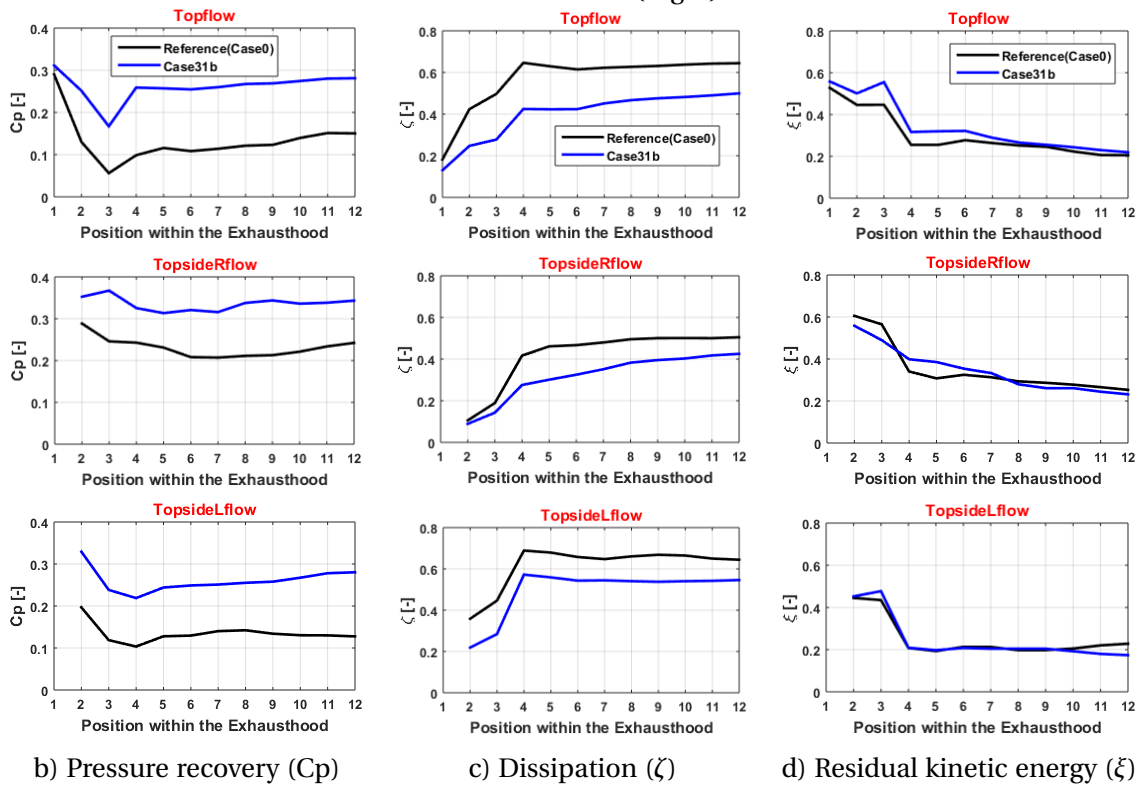 Topflow
Cp [-]
0.4
0.3
0.2
0.1
0
Reference(Case0)
Case31b
1 2 3 4 5 6 7 8 9 10 11 12
Position within the Exhausthood
Topflow
ζ [-]
0.8
0.6
0.4
0.2
0
Reference(Case0)
Case31b
1 2 3 4 5 6 7 8 9 10 11 12
Position within the Exhausthood
Topflow
ξ [-]
0.8
0.6
0.4
0.2
0
Reference(Case0)
Case31b
1 2 3 4 5 6 7 8 9 10 11 12
Position within the Exhausthood
TopsideRflow
Cp [-]
0.4
0.3
0.2
0.1
0
1 2 3 4 5 6 7 8 9 10 11 12
Position within the Exhausthood
TopsideRflow
ζ [-]
0.8
0.6
0.4
0.2
0
1 2 3 4 5 6 7 8 9 10 11 12
Position within the Exhausthood
TopsideRflow
ξ [-]
0.8
0.6
0.4
0.2
0
1 2 3 4 5 6 7 8 9 10 11 12
Position within the Exhausthood
TopsideLflow
Cp [-]
0.4
0.3
0.2
0.1
0
1 2 3 4 5 6 7 8 9 10 11 12
Position within the Exhausthood
TopsideLflow
ζ [-]
0.8
0.6
0.4
0.2
0
1 2 3 4 5 6 7 8 9 10 11 12
Position within the Exhausthood
TopsideLflow
ξ [-]
0.8
0.6
0.4
0.2
0
1 2 3 4 5 6 7 8 9 10 11 12
Position within the Exhausthood
b) Pressure recovery (Cp)
c) Dissipation (ζ)
d) Residual kinetic energy (ξ)